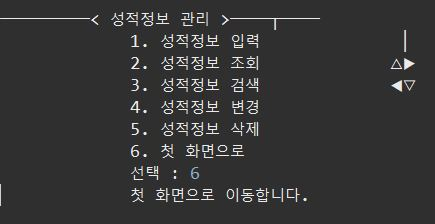 < 성적정보 관리 >
1. 성적정보 입력
2. 성적정보 조회
3. 성적정보 검색
4. 성적정보 변경
5. 성적정보 삭제
6. 첫 화면으로
선택 : 6
첫 화면으로 이동합니다.